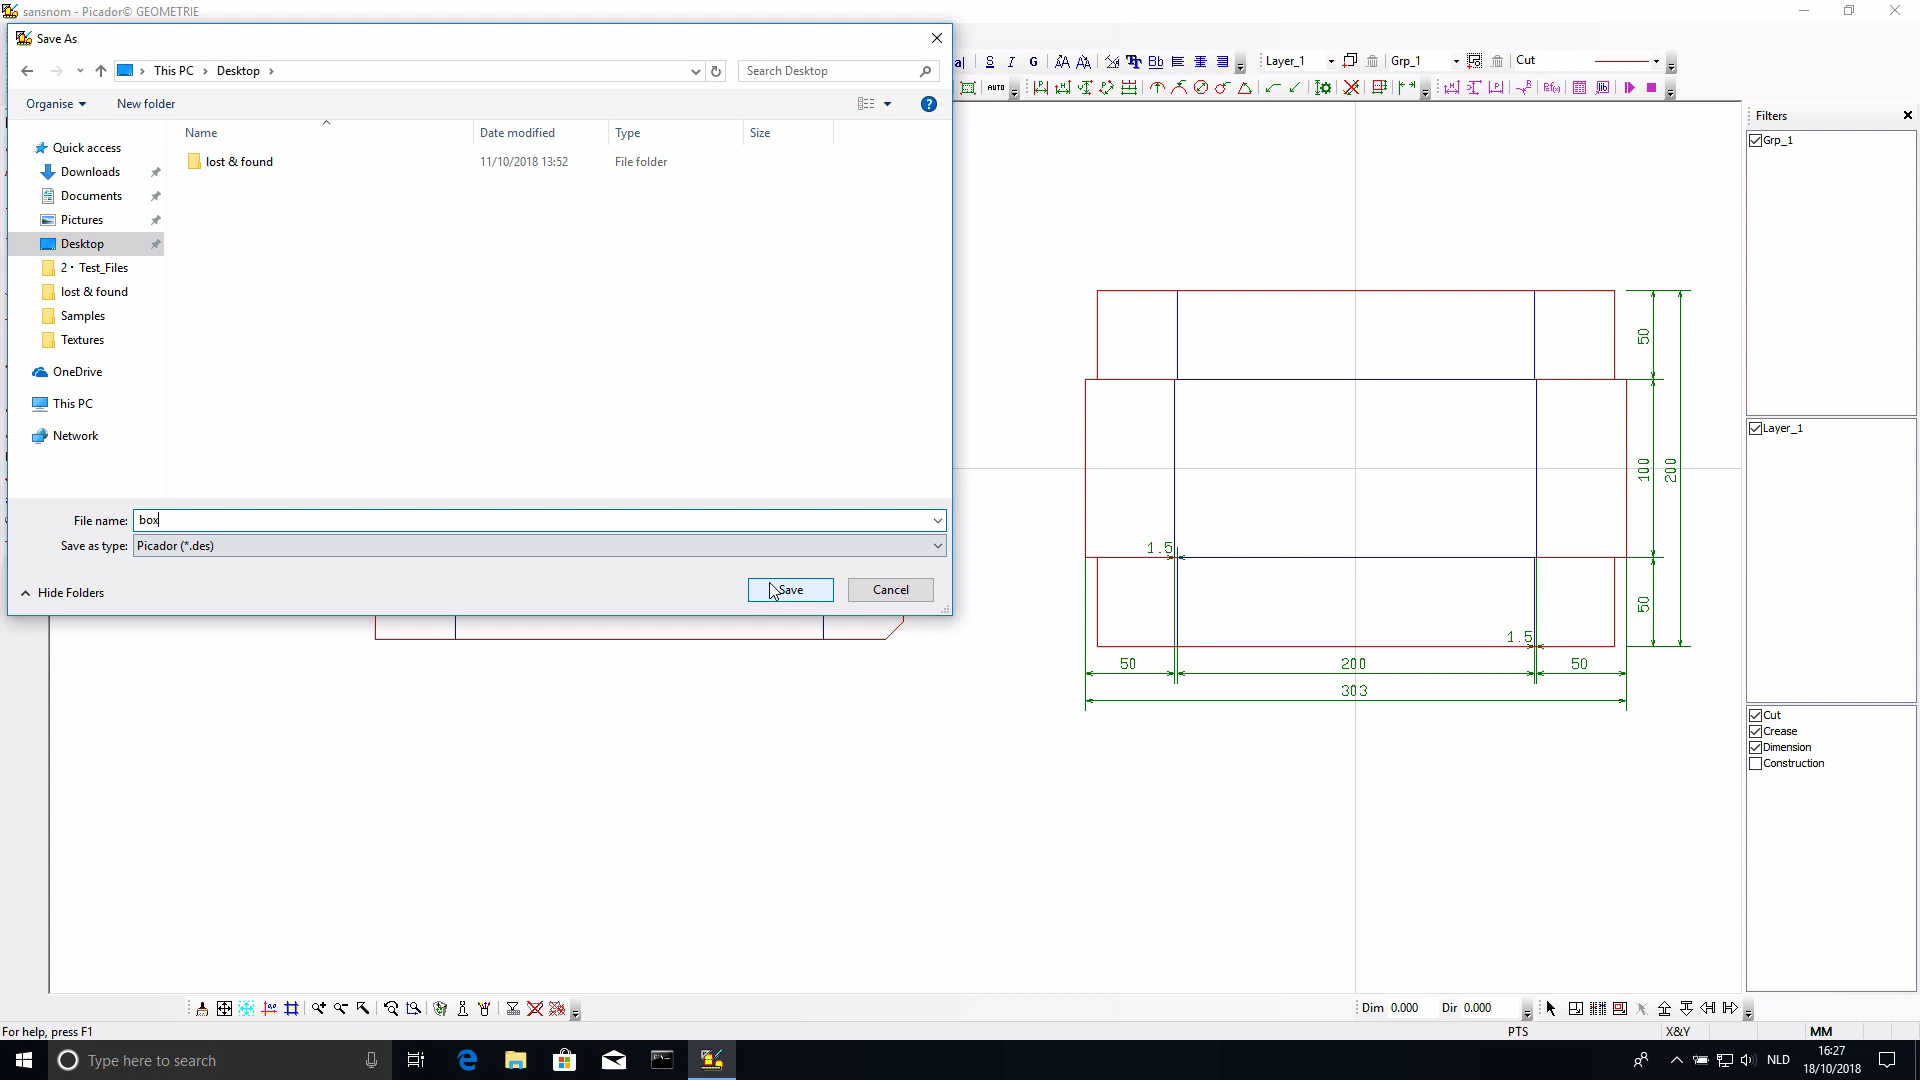 sansnom - Picador© GEOMETRIE
Save As
This PC
Desktop
Search Desktop
Organise
New folder
Name
Date modified
Type
Size
lost & found
11/10/2018 13:52
File folder
Quick access
Downloads
Documents
Pictures
Desktop
2・Test_Files
lost & found
Samples
Textures
OneDrive
This PC
Network
File name:
box
Save as type:
Picador (*.des)
Hide Folders
Save
Cancel
S
I
G
Bb
Layer_1
Grp_1
Cut
AUTO
Filters
Grp_1
Layer_1
Cut
Crease
Dimension
Construction
50
100
200
50
1.5
1.5
50
200
50
303
Dim 0.000
Dir 0.000
For help, press F1
PTS
X&Y
MM
Type here to search
NLD
16:27
18/10/2018